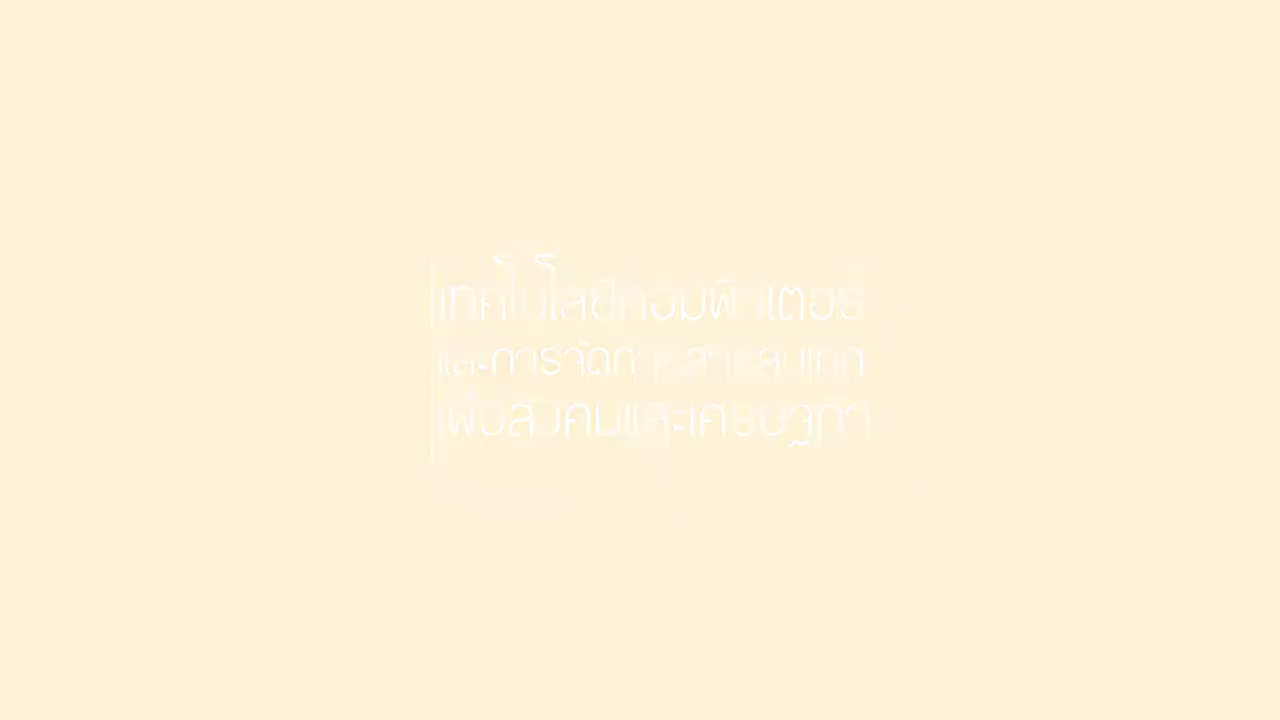 เทคโนโลยีคอมพิวเตอร์
และการจัดการสารสนเทศ
เพื่อสังคมและเศรษฐกิจ